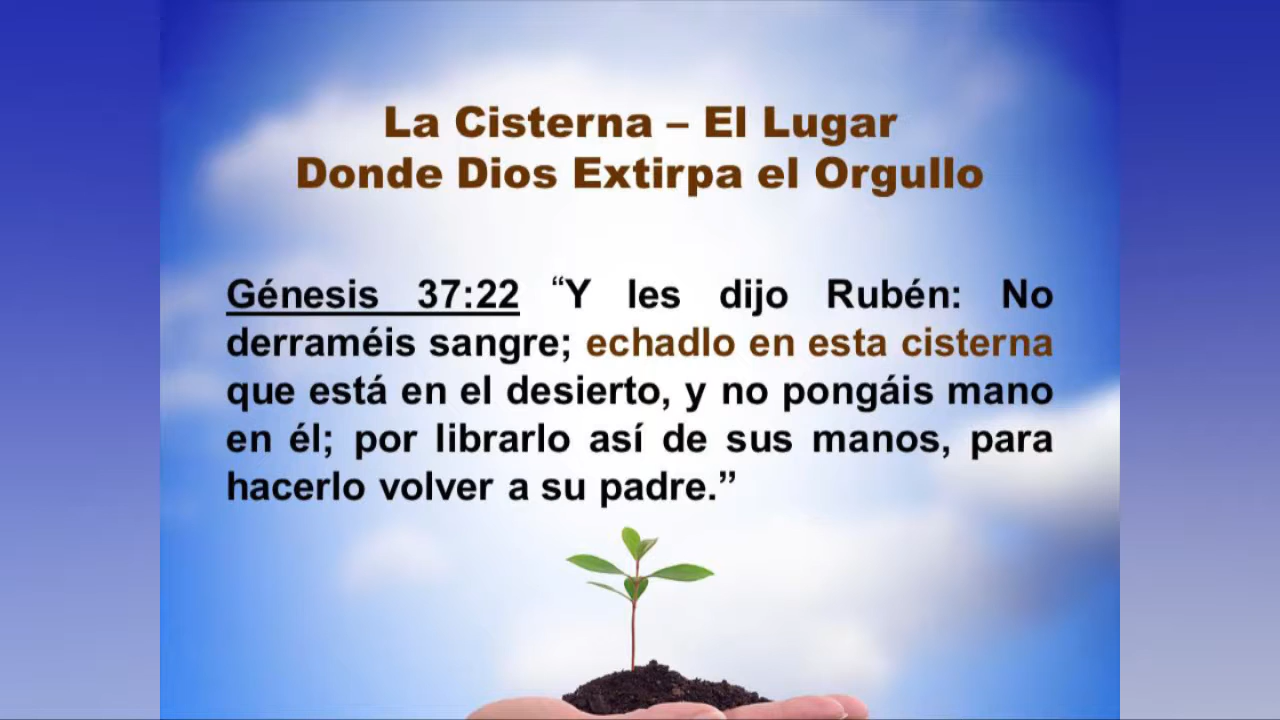 La Cisterna – El Lugar
Donde Dios Extirpa el Orgullo
Génesis 37:22 “Y les dijo Rubén: No
derraméis sangre; echadlo en esta cisterna
que está en el desierto, y no pongáis mano
en él; por librarlo así de sus manos, para
hacerlo volver a su padre.”